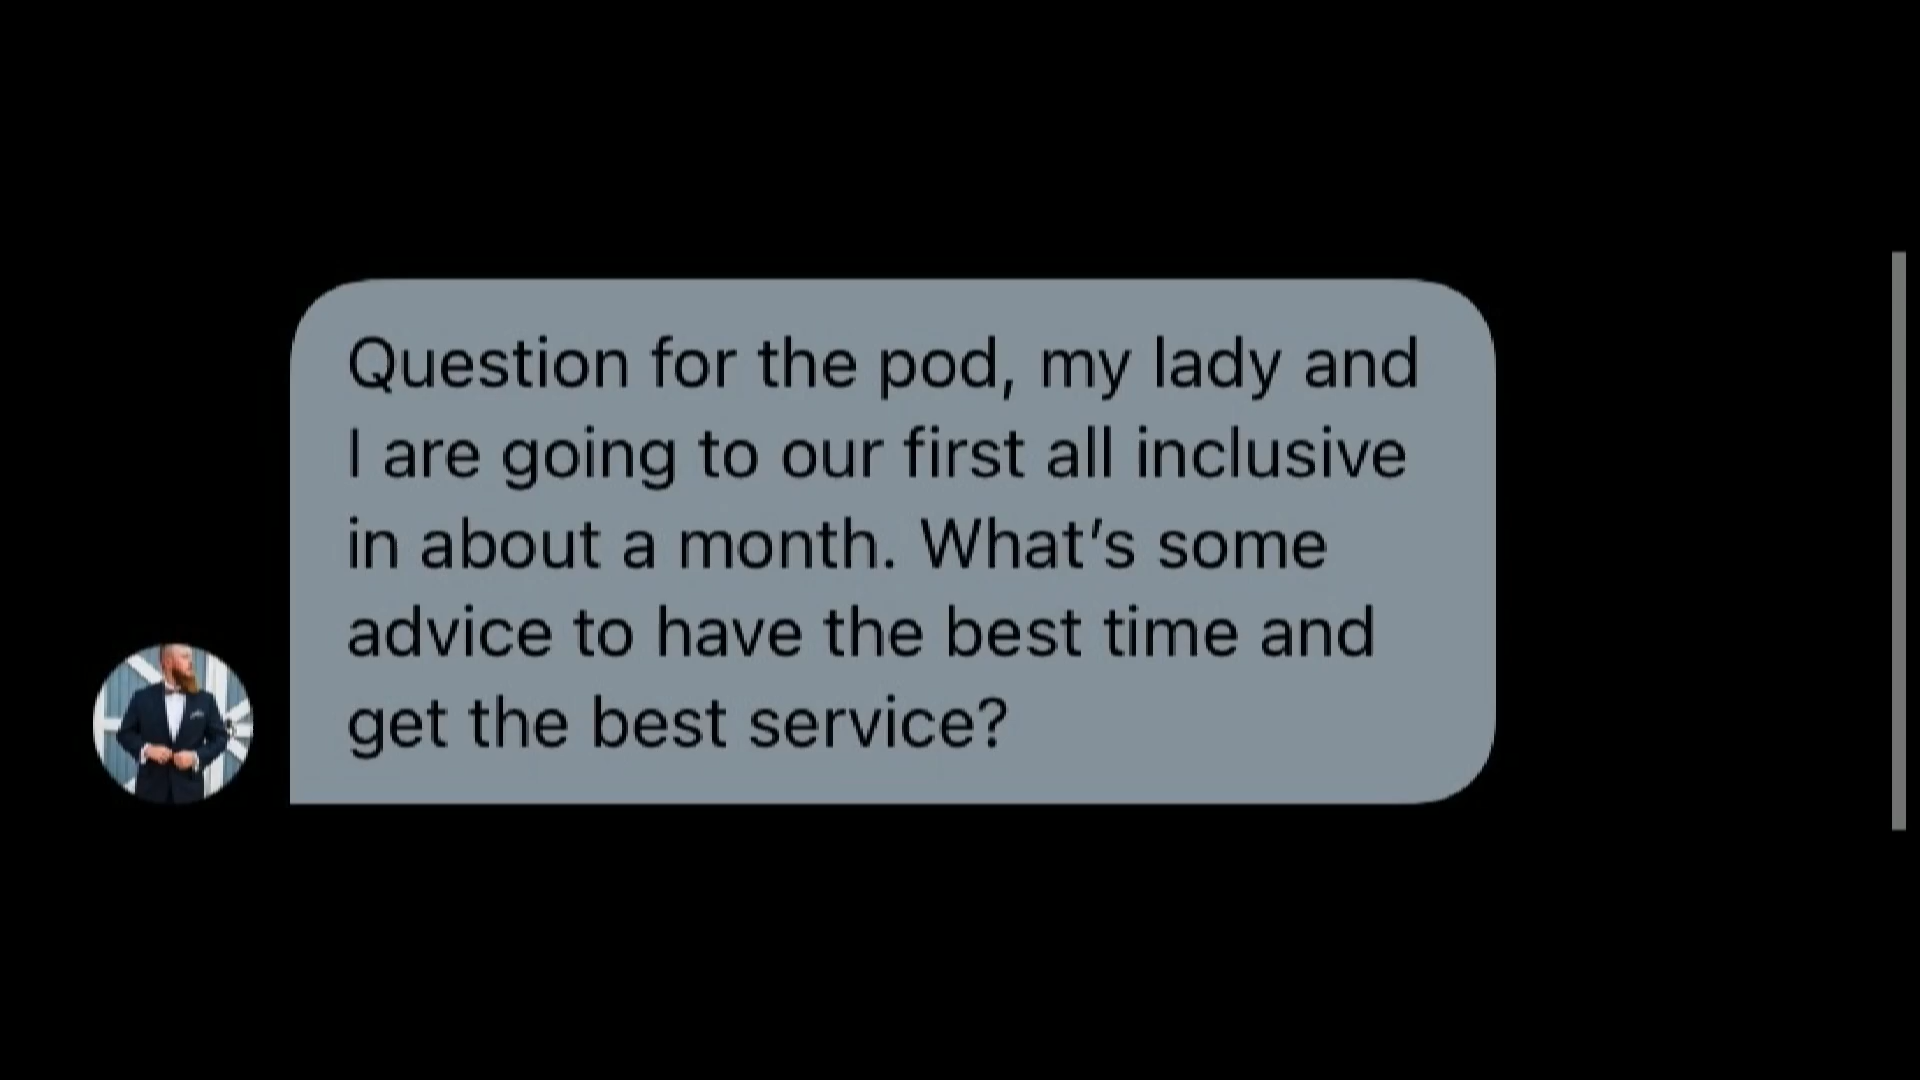 Question for the pod, my lady and
I are going to our first all inclusive
in about a month. What’s some
advice to have the best time and
get the best service?